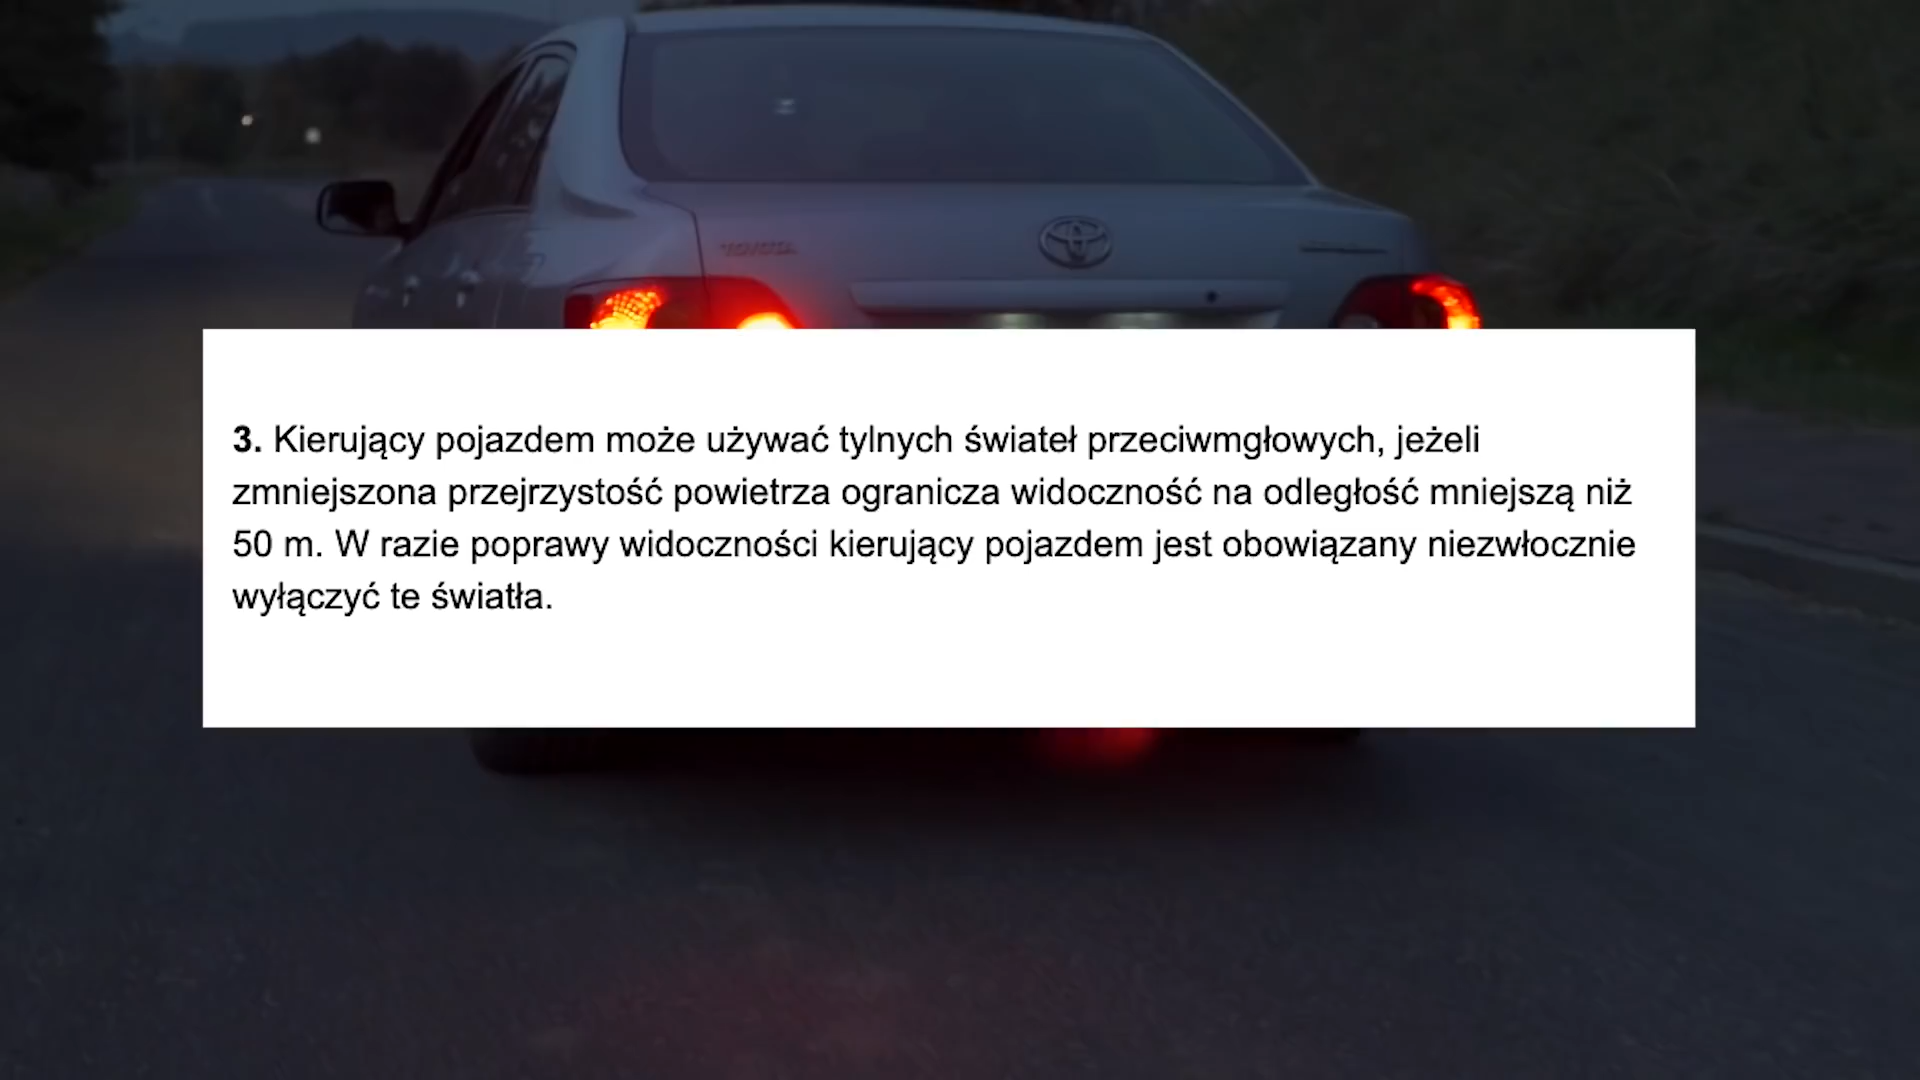 TOYOTA
3. Kierujący pojazdem może używać tylnych świateł przeciwmgłowych, jeżeli
zmniejszona przejrzystość powietrza ogranicza widoczność na odległość mniejszą niż
50 m. W razie poprawy widoczności kierujący pojazdem jest obowiązany niezwłocznie
wyłączyć te światła.